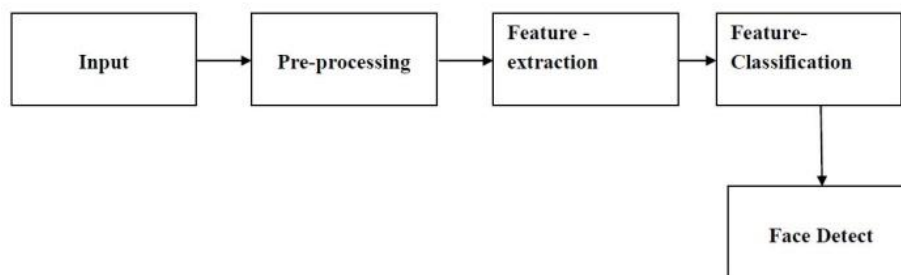 Input
Pre-processing
Feature -
extraction
Feature-
Classification
Face Detect